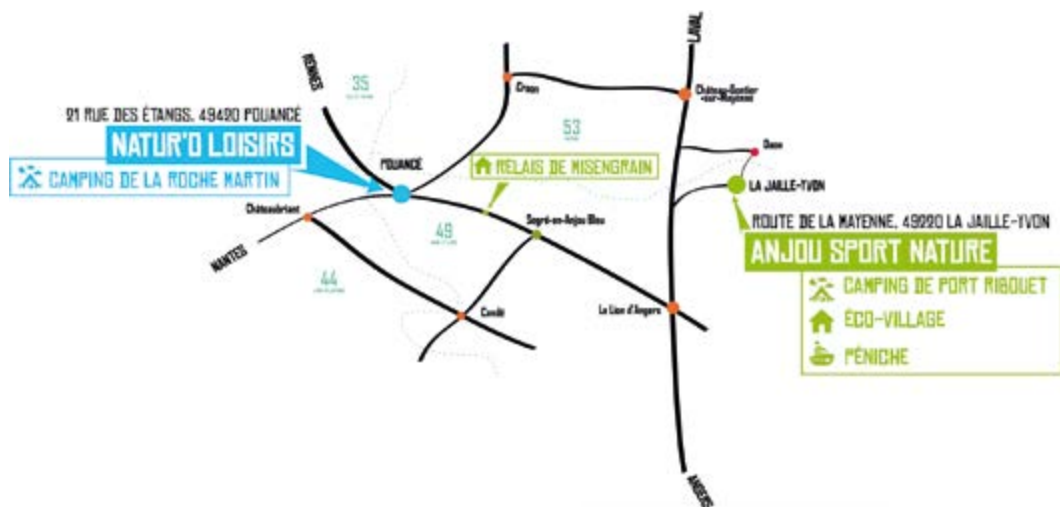 LAVAL
RENNES
35
Craon
Château-Gontier
-sur-Mayenne
21 RUE DES ÉTANGS, 49420 POUANCÉ
NATUR'O LOISIRS
CAMPING DE LA ROCHE MARTIN
53
Daon
POUANCÉ
RELAIS DE MISENGRAIN
LA JAILLE-YVON
Châteaubriant
Segré-en-Anjou Bleu
ROUTE DE LA MAYENNE, 49220 LA JAILLE-YVON
ANJOU SPORT NATURE
49
NANTES
44
CAMPING DE PORT RIBOUET
ÉCO-VILLAGE
PÉNICHE
Candé
Le Lion d'Angers
ANGERS